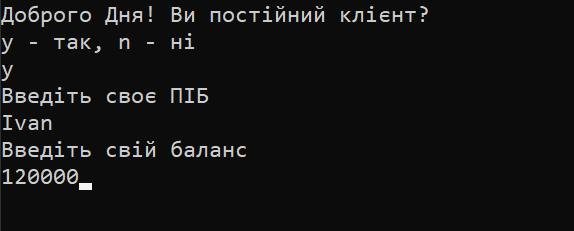 Доброго Дня! Ви постійний клієнт?
y - так, n - ні
y
Введіть своє ПІБ
Ivan
Введіть свій баланс
120000